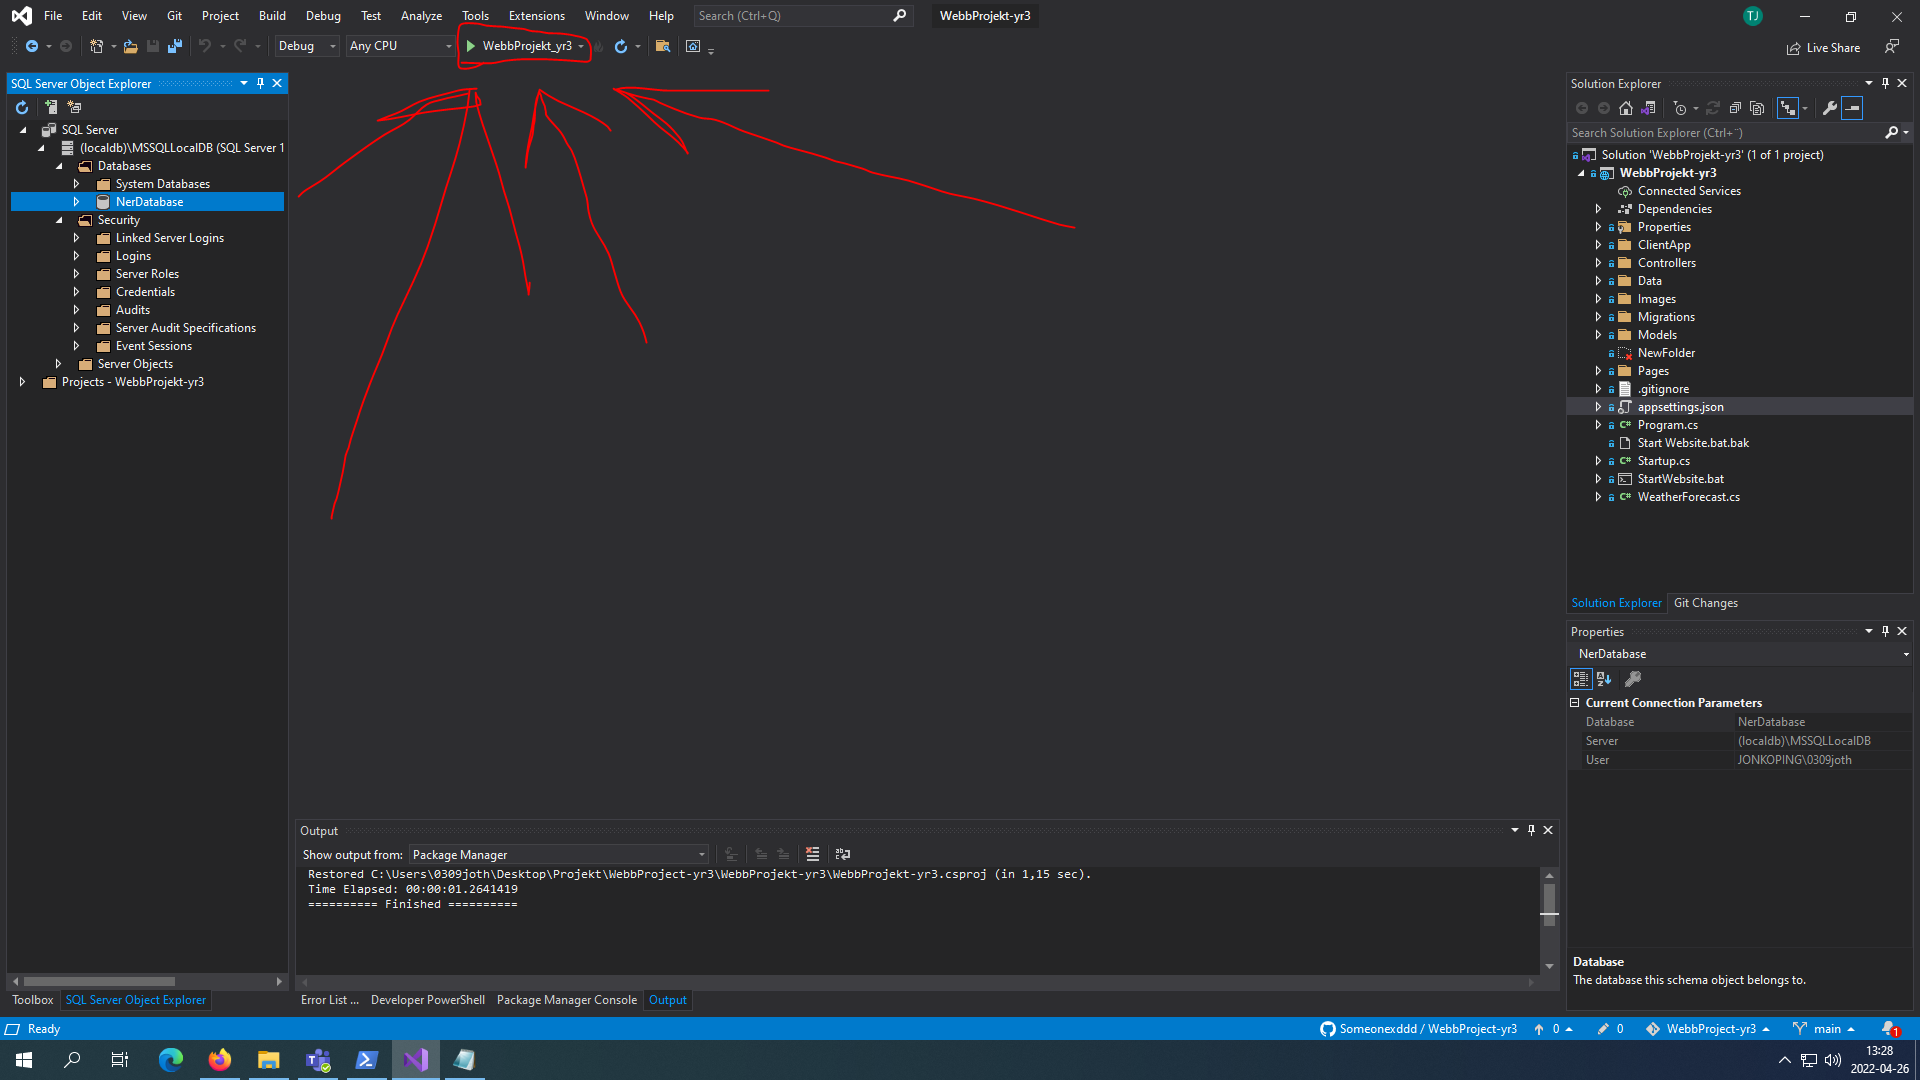 File Edit View Git Project Build Debug Test Analyze Tools Extensions Window Help Search (Ctrl+Q) WebbProjekt-yr3 TJ
Debug Any CPU WebbProjekt_yr3 Live Share
SQL Server Object Explorer
SQL Server
(localdb)\MSSQLLocalDB (SQL Server 1
Databases
System Databases
NerDatabase
Security
Linked Server Logins
Logins
Server Roles
Credentials
Audits
Server Audit Specifications
Event Sessions
Server Objects
Projects - WebbProjekt-yr3
Toolbox SQL Server Object Explorer
Output
Show output from: Package Manager
Restored C:\Users\0309joth\Desktop\Projekt\WebbProject-yr3\WebbProjekt-yr3\WebbProjekt-yr3.csproj (in 1,15 sec).
Time Elapsed: 00:00:01.2641419
========== Finished ==========
Error List ... Developer PowerShell Package Manager Console Output
Solution Explorer
Search Solution Explorer (Ctrl+¨)
Solution 'WebbProjekt-yr3' (1 of 1 project)
WebbProjekt-yr3
Connected Services
Dependencies
Properties
ClientApp
Controllers
Data
Images
Migrations
Models
NewFolder
Pages
.gitignore
appsettings.json
C# Program.cs
Start Website.bat.bak
C# Startup.cs
StartWebsite.bat
C# WeatherForecast.cs
Solution Explorer Git Changes
Properties
NerDatabase
Current Connection Parameters
Database NerDatabase
Server (localdb)\MSSQLLocalDB
User JONKOPING\0309joth
Database
The database this schema object belongs to.
Ready Someonexddd / WebbProject-yr3 0 0 WebbProject-yr3 main 1
13:28
2022-04-26